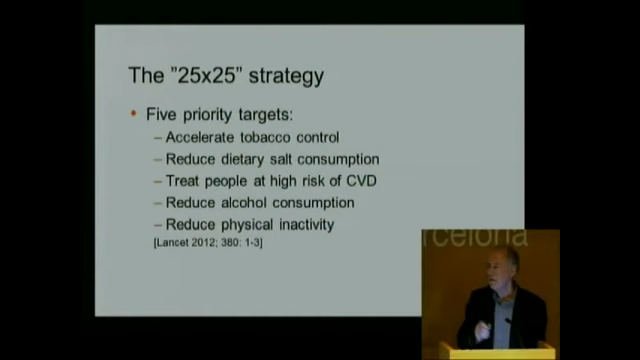 The ”25x25” strategy
• Five priority targets:
– Accelerate tobacco control
– Reduce dietary salt consumption
– Treat people at high risk of CVD
– Reduce alcohol consumption
– Reduce physical inactivity
[Lancet 2012; 380: 1-3]
rcelona